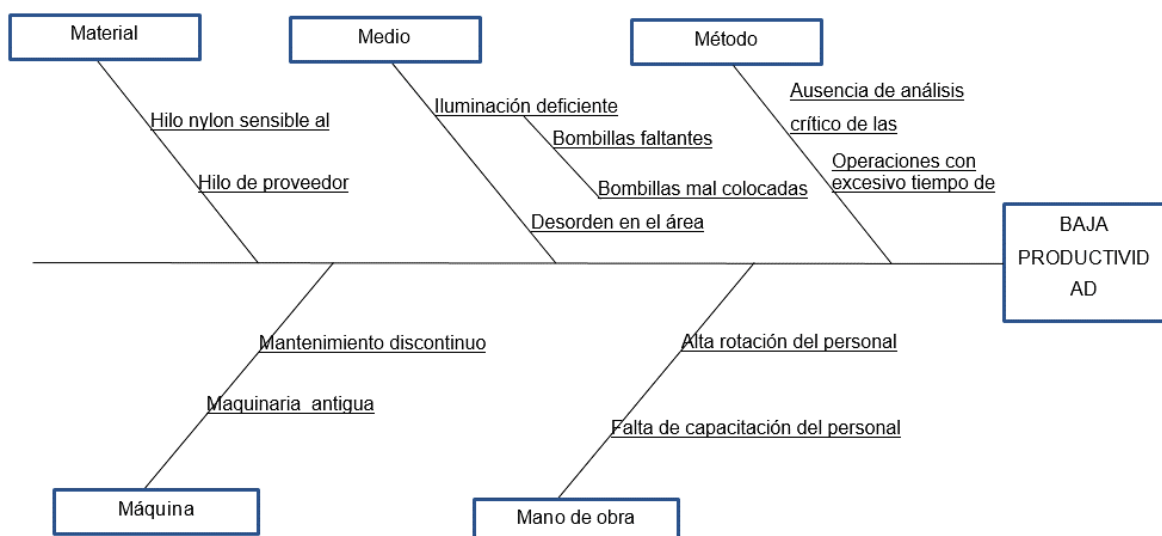 Material
Medio
Método
Hilo nylon sensible al
Hilo de proveedor
Iluminación deficiente
Bombillas faltantes
Bombillas mal colocadas
Desorden en el área
Ausencia de análisis
crítico de las
Operaciones con
excesivo tiempo de
BAJA
PRODUCTIVID
AD
Mantenimiento discontinuo
Maquinaria antigua
Alta rotación del personal
Falta de capacitación del personal
Máquina
Mano de obra